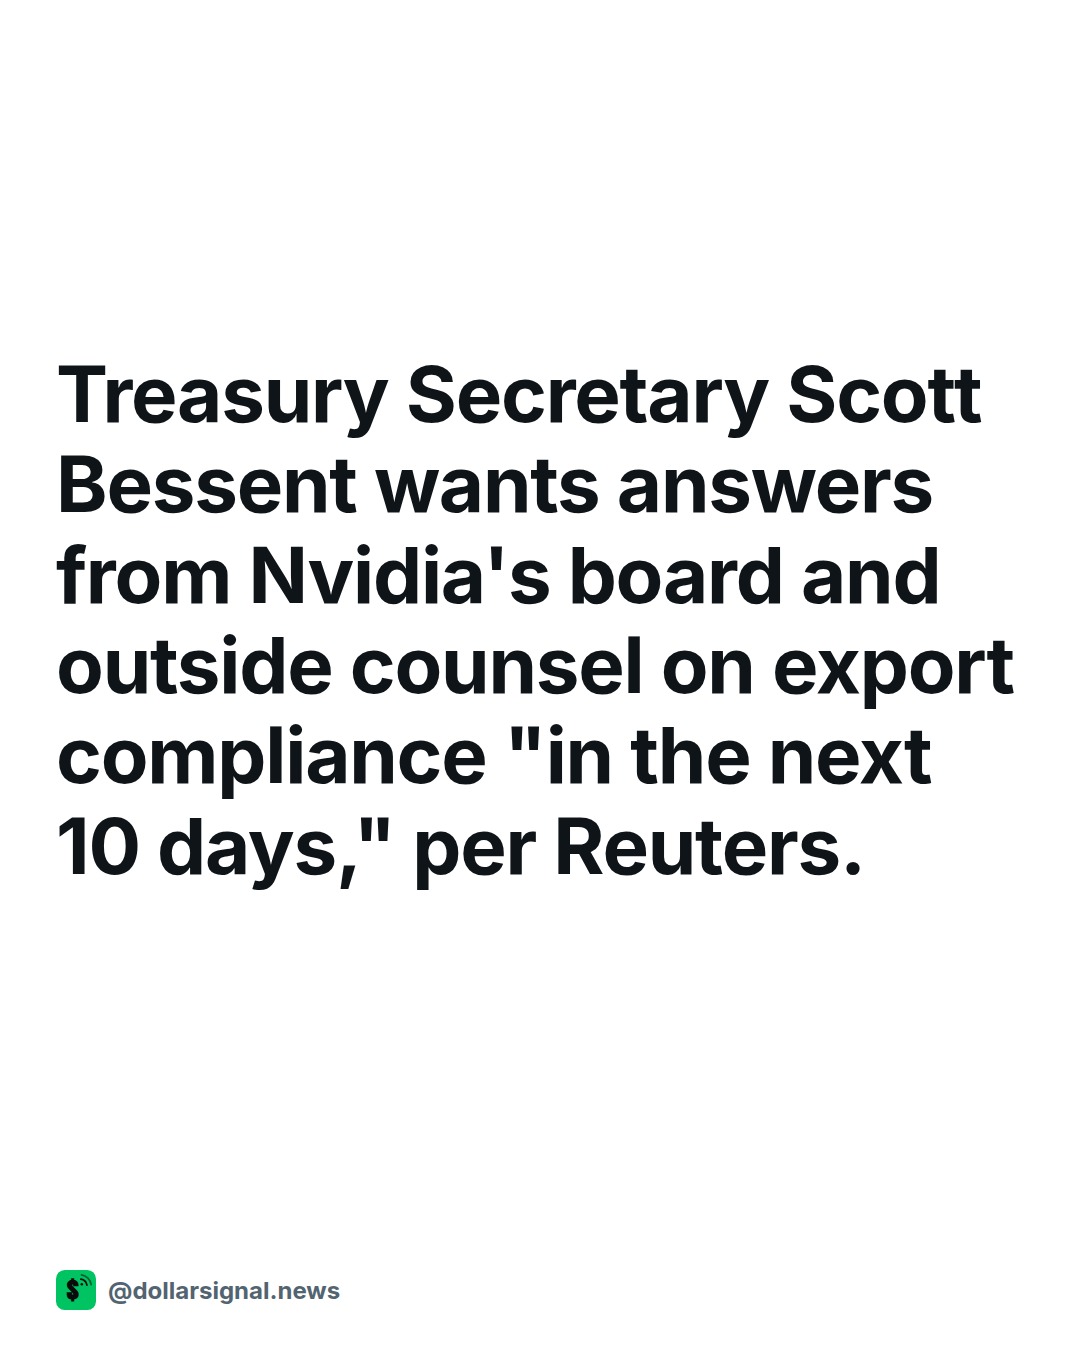 Treasury Secretary Scott
Bessent wants answers
from Nvidia's board and
outside counsel on export
compliance "in the next
10 days," per Reuters.
@dollarsignal.news